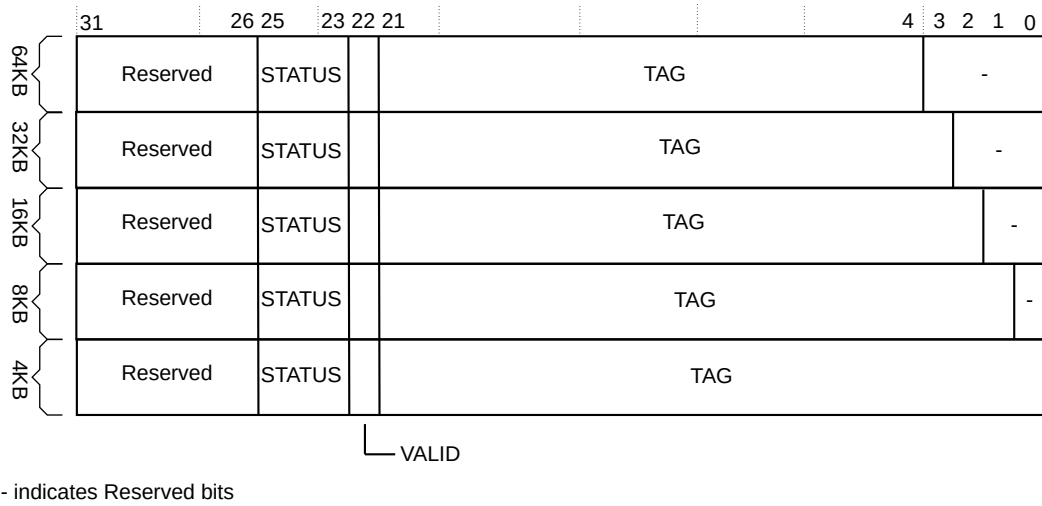 31 26 25 23 22 21 4 3 2 1 0
64KB Reserved STATUS TAG -
32KB Reserved STATUS TAG -
16KB Reserved STATUS TAG -
8KB Reserved STATUS TAG -
4KB Reserved STATUS TAG
VALID
- indicates Reserved bits